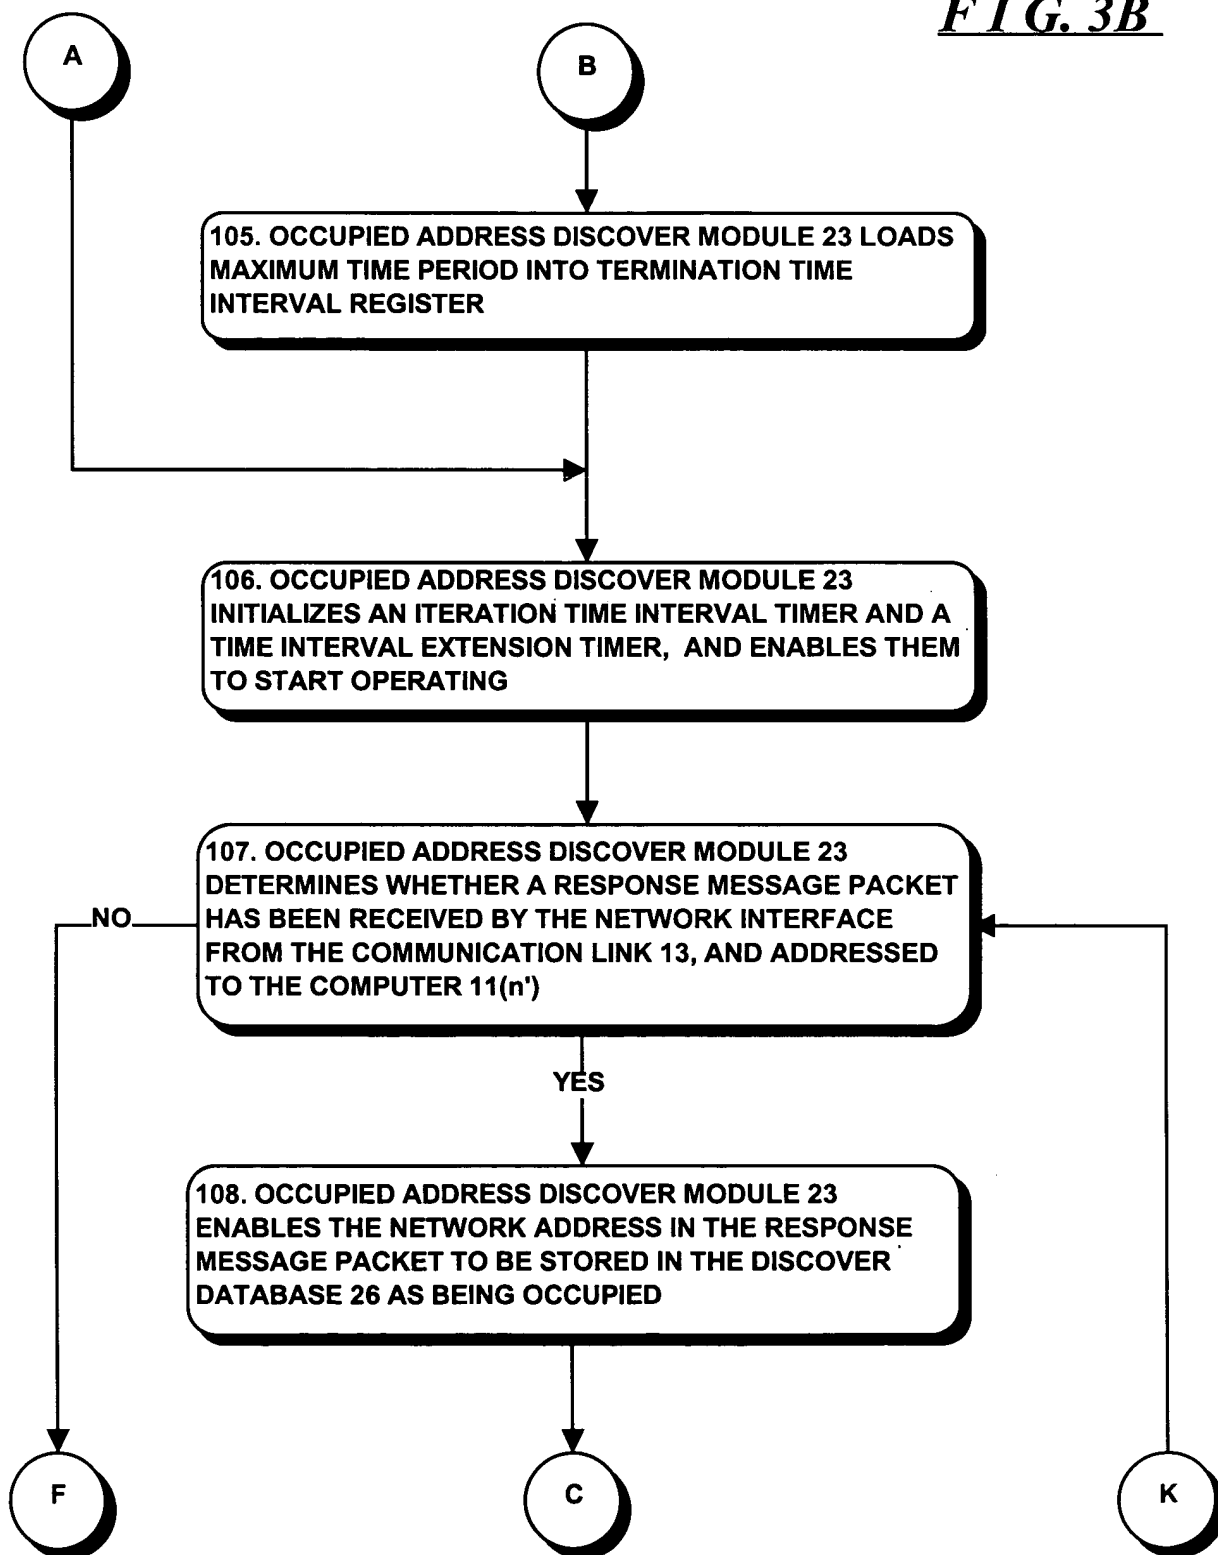 F I G. 3B
A
B
105. OCCUPIED ADDRESS DISCOVER MODULE 23 LOADS
MAXIMUM TIME PERIOD INTO TERMINATION TIME
INTERVAL REGISTER
106. OCCUPIED ADDRESS DISCOVER MODULE 23
INITIALIZES AN ITERATION TIME INTERVAL TIMER AND A
TIME INTERVAL EXTENSION TIMER, AND ENABLES THEM
TO START OPERATING
107. OCCUPIED ADDRESS DISCOVER MODULE 23
DETERMINES WHETHER A RESPONSE MESSAGE PACKET
HAS BEEN RECEIVED BY THE NETWORK INTERFACE
FROM THE COMMUNICATION LINK 13, AND ADDRESSED
TO THE COMPUTER 11(n')
NO
YES
108. OCCUPIED ADDRESS DISCOVER MODULE 23
ENABLES THE NETWORK ADDRESS IN THE RESPONSE
MESSAGE PACKET TO BE STORED IN THE DISCOVER
DATABASE 26 AS BEING OCCUPIED
F
C
K